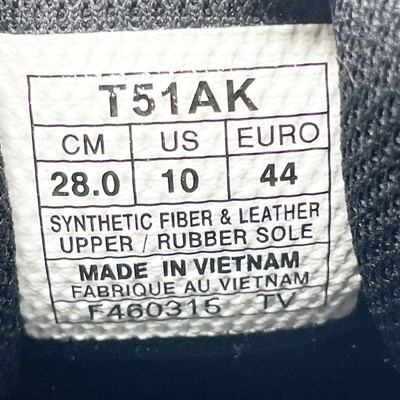 T51AK
CM US EURO
28.0 10 44
SYNTHETIC FIBER & LEATHER
UPPER / RUBBER SOLE
MADE IN VIETNAM
FABRIQUE AU VIETNAM
F460315 TV